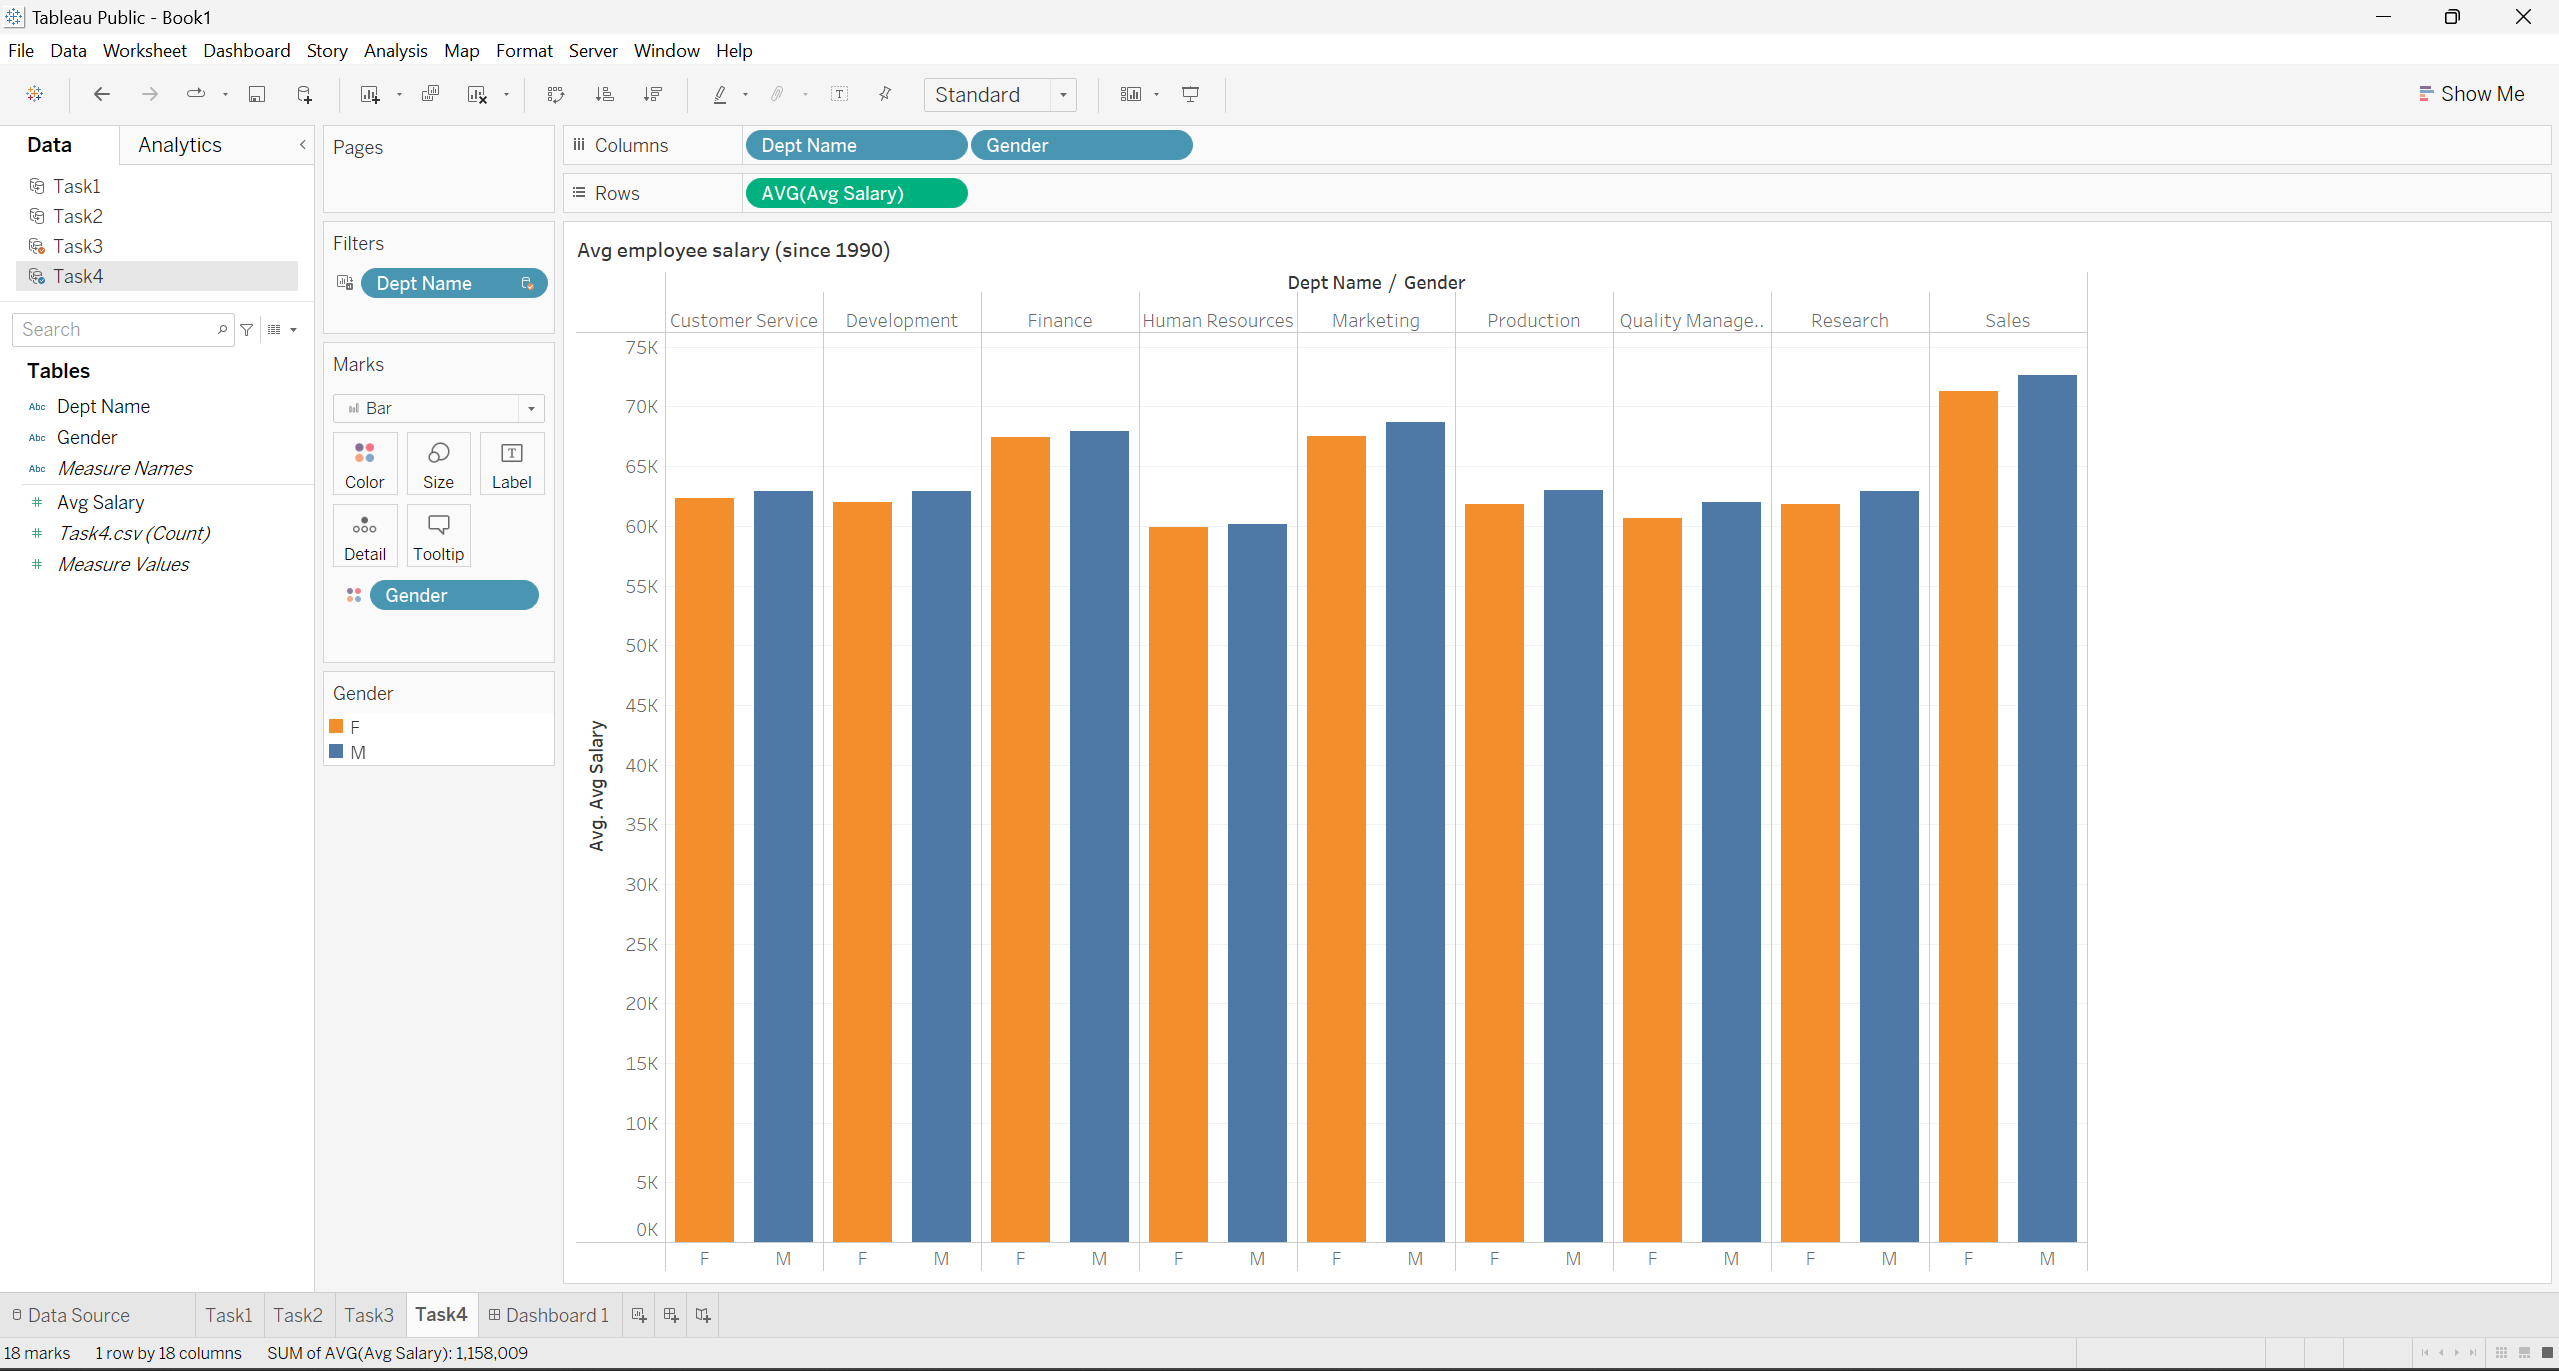 Tableau Public - Book1
File Data Worksheet Dashboard Story Analysis Map Format Server Window Help
Standard
Show Me
Data
Analytics
Task1
Task2
Task3
Task4
Search
Tables
Abc Dept Name
Abc Gender
Abc Measure Names
# Avg Salary
# Task4.csv (Count)
# Measure Values
Pages
Filters
Dept Name
Marks
Bar
Color Size Label
Detail Tooltip
Gender
Gender
F
M
Columns Dept Name Gender
Rows AVG(Avg Salary)
Avg employee salary (since 1990)
Dept Name / Gender
Customer Service Development Finance Human Resources Marketing Production Quality Manage.. Research Sales
Avg. Avg Salary
75K
70K
65K
60K
55K
50K
45K
40K
35K
30K
25K
20K
15K
10K
5K
0K
F M F M F M F M F M F M F M F M F M
Data Source Task1 Task2 Task3 Task4 Dashboard 1
18 marks 1 row by 18 columns SUM of AVG(Avg Salary): 1,158,009